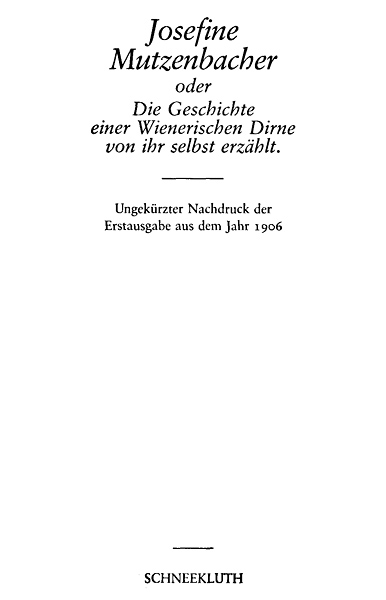 Josefine
Mutzenbacher
oder
Die Geschichte
einer Wienerischen Dirne
von ihr selbst erzählt.
Ungekürzter Nachdruck der
Erstausgabe aus dem Jahr 1906
SCHNEEKLUTH